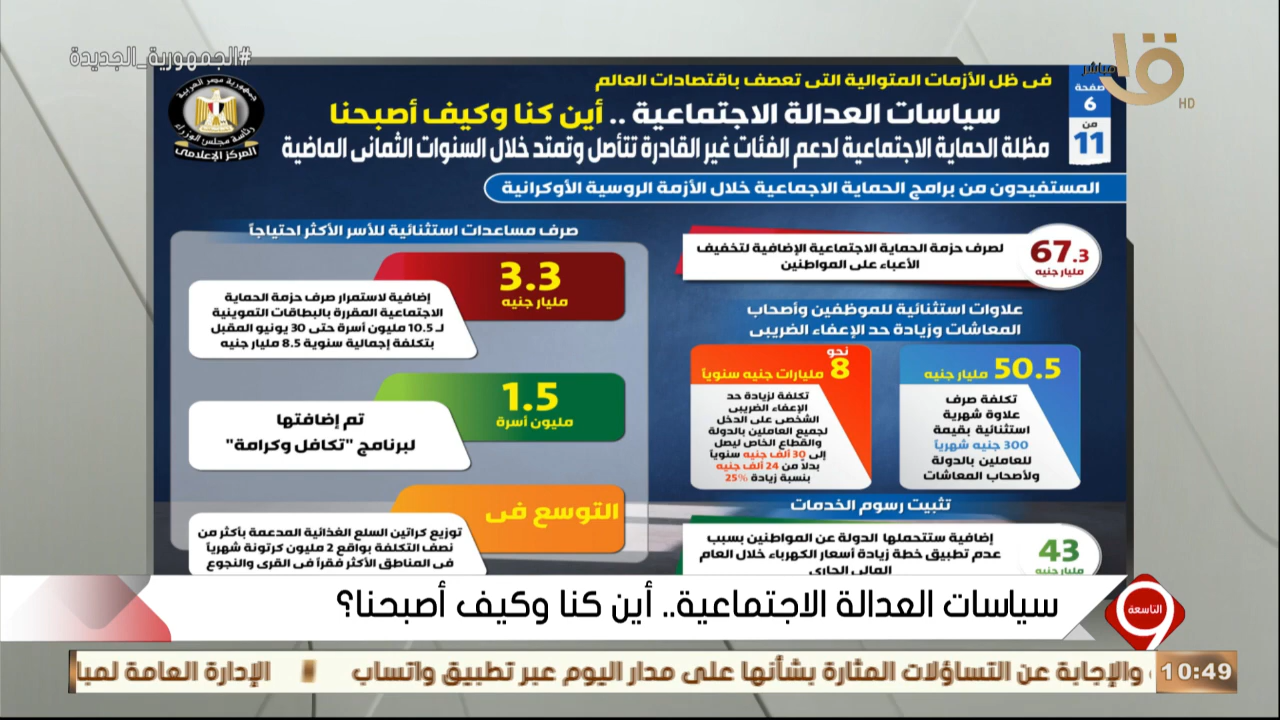 #الجمهورية_الجديدة
مباشر
HD
جمهورية مصر العربية
رئاسة مجلس الوزراء
المركز الإعلامى
صفحة
6
من
11
فى ظل الأزمات المتوالية التى تعصف باقتصادات العالم
سياسات العدالة الاجتماعية .. أين كنا وكيف أصبحنا
مظلة الحماية الاجتماعية لدعم الفئات غير القادرة تتأصل وتمتد خلال السنوات الثمانى الماضية
المستفيدون من برامج الحماية الاجماعية خلال الأزمة الروسية الأوكرانية
67.3
مليار جنيه
لصرف حزمة الحماية الاجتماعية الإضافية لتخفيف
الأعباء على المواطنين
علاوات استثنائية للموظفين وأصحاب
المعاشات وزيادة حد الإعفاء الضريبى
50.5 مليار جنيه
تكلفة صرف
علاوة شهرية
استثنائية بقيمة
300 جنيه شهرياً
للعاملين بالدولة
ولأصحاب المعاشات
نحو
8 مليارات جنيه سنوياً
تكلفة لزيادة حد
الإعفاء الضريبى
الشخصى على الدخل
لجميع العاملين بالدولة
والقطاع الخاص ليصل
إلى 30 ألف جنيه سنوياً
بدلاً من 24 ألف جنيه
بنسبة زيادة 25%
تثبيت رسوم الخدمات
43
مليار جنيه
إضافية ستتحملها الدولة عن المواطنين بسبب
عدم تطبيق خطة زيادة أسعار الكهرباء خلال العام
المالى الجارى
صرف مساعدات استثنائية للأسر الأكثر احتياجاً
3.3
مليار جنيه
إضافية لاستمرار صرف حزمة الحماية
الاجتماعية المقررة بالبطاقات التموينية
لـ 10.5 مليون أسرة حتى 30 يونيو المقبل
بتكلفة إجمالية سنوية 8.5 مليار جنيه
1.5
مليون أسرة
تم إضافتها
لبرنامج "تكافل وكرامة"
التوسع فى
توزيع كراتين السلع الغذائية المدعمة بأكثر من
نصف التكلفة بواقع 2 مليون كرتونة شهرياً
فى المناطق الأكثر فقراً فى القرى والنجوع
التاسعة
سياسات العدالة الاجتماعية.. أين كنا وكيف أصبحنا؟
10:49
والإجابة عن التساؤلات المثارة بشأنها على مدار اليوم عبر تطبيق واتساب
الإدارة العامة